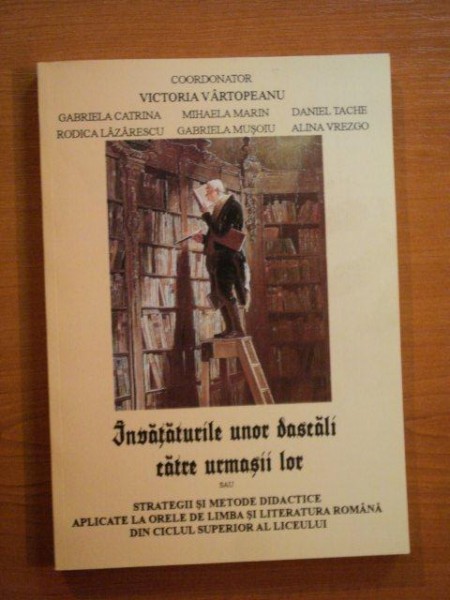 COORDONATOR
VICTORIA VÂRTOPEANU
GABRIELA CATRINA MIHAELA MARIN DANIEL TACHE
RODICA LĂZĂRESCU GABRIELA MUȘOIU ALINA VREZGO
Învățăturile unor dascăli
către urmașii lor
SAU
STRATEGII ȘI METODE DIDACTICE
APLICATE LA ORELE DE LIMBA ȘI LITERATURA ROMÂNĂ
DIN CICLUL SUPERIOR AL LICEULUI